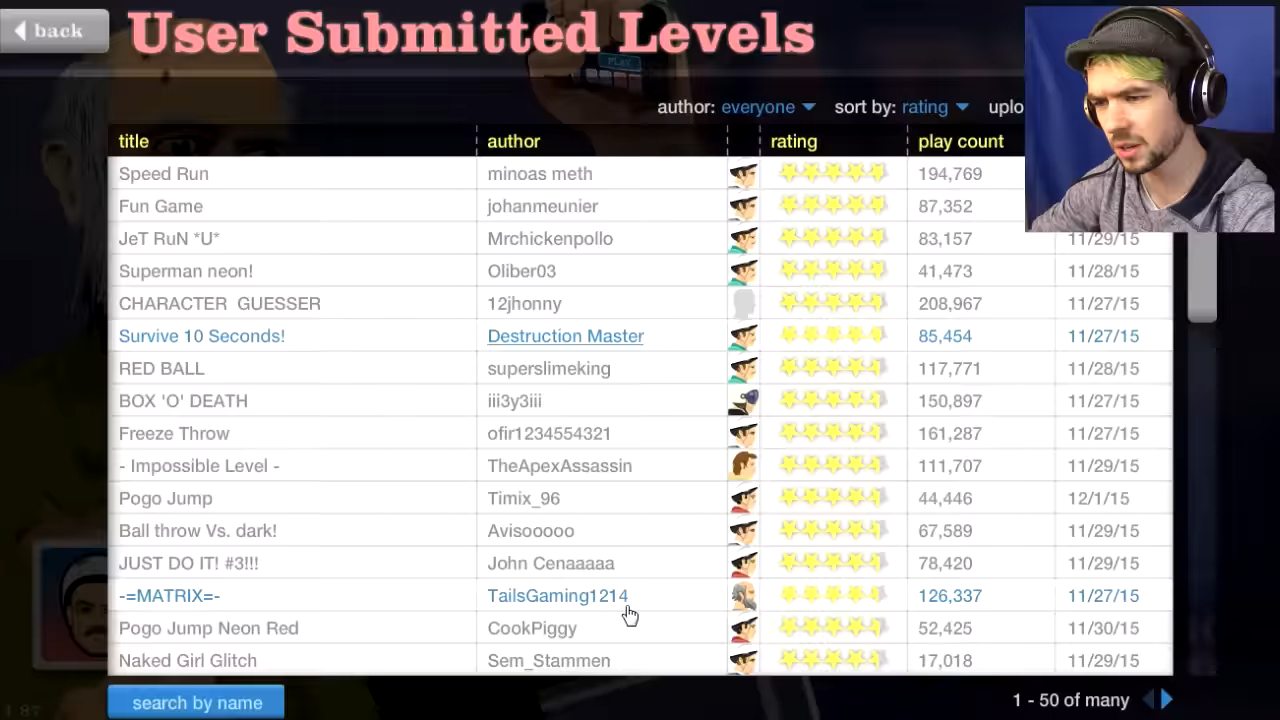 back
User Submitted Levels
PLAY
author: everyone sort by: rating uplo
title author rating play count
Speed Run minoas meth 194,769
Fun Game johanmeunier 87,352
JeT RuN *U* Mrchickenpollo 83,157 11/29/15
Superman neon! Oliber03 41,473 11/28/15
CHARACTER GUESSER 12jhonny 208,967 11/27/15
Survive 10 Seconds! Destruction Master 85,454 11/27/15
RED BALL superslimeking 117,771 11/28/15
BOX 'O' DEATH iii3y3iii 150,897 11/27/15
Freeze Throw ofir1234554321 161,287 11/27/15
- Impossible Level - TheApexAssassin 111,707 11/29/15
Pogo Jump Timix_96 44,446 12/1/15
Ball throw Vs. dark! Avisooooo 67,589 11/29/15
JUST DO IT! #3!!! John Cenaaaaa 78,420 11/29/15
-=MATRIX=- TailsGaming1214 126,337 11/27/15
Pogo Jump Neon Red CookPiggy 52,425 11/30/15
Naked Girl Glitch Sem_Stammen 17,018 11/29/15
search by name 1 - 50 of many